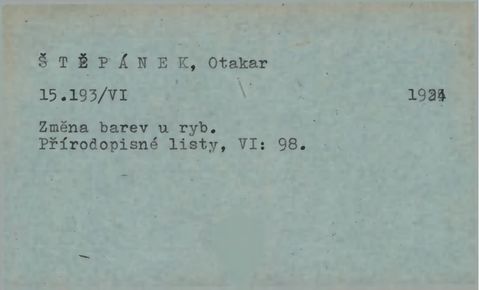 Š T Ě P Á N E K, Otakar
15.193/VI
Změna barev u ryb.
Přírodopisné listy, VI: 98.